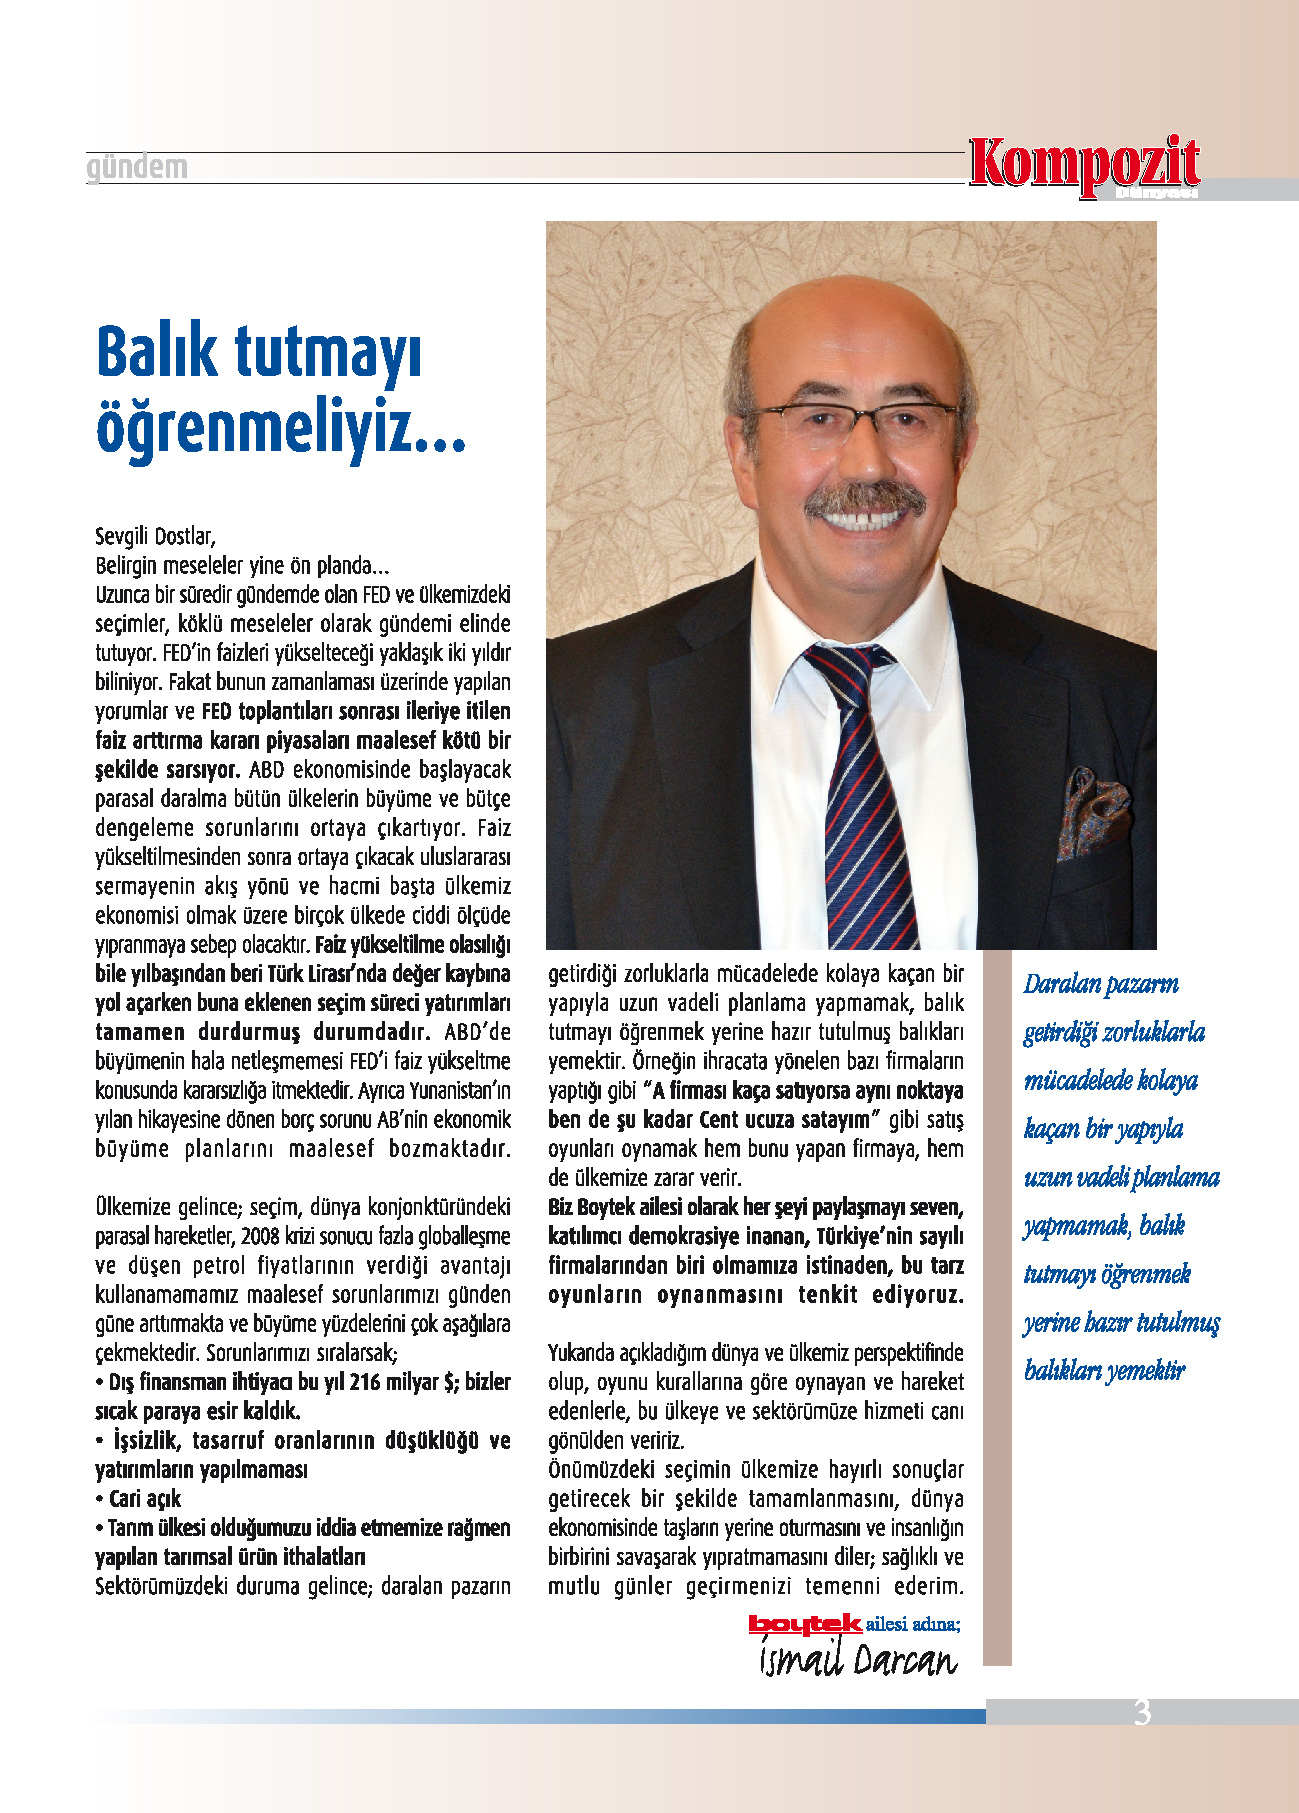 gündem
Kompozit
Dünyası
Balık tutmayı
öğrenmeliyiz...
Sevgili Dostlar,
Belirgin meseleler yine ön planda...
Uzunca bir süredir gündemde olan FED ve ülkemizdeki
seçimler, köklü meseleler olarak gündemi elinde
tutuyor. FED’in faizleri yükselteceği yaklaşık iki yıldır
biliniyor. Fakat bunun zamanlaması üzerinde yapılan
yorumlar ve FED toplantıları sonrası ileriye itilen
faiz arttırma kararı piyasaları maalesef kötü bir
şekilde sarsıyor. ABD ekonomisinde başlayacak
parasal daralma bütün ülkelerin büyüme ve bütçe
dengeleme sorunlarını ortaya çıkartıyor. Faiz
yükseltilmesinden sonra ortaya çıkacak uluslararası
sermayenin akış yönü ve hacmi başta ülkemiz
ekonomisi olmak üzere birçok ülkede ciddi ölçüde
yıpranmaya sebep olacaktır. Faiz yükseltilme olasılığı
bile yılbaşından beri Türk Lirası’nda değer kaybına
yol açarken buna eklenen seçim süreci yatırımları
tamamen durdurmuş durumdadır. ABD’de
büyümenin hala netleşmemesi FED’i faiz yükseltme
konusunda kararsızlığa itmektedir. Ayrıca Yunanistan’ın
yılan hikayesine dönen borç sorunu AB’nin ekonomik
büyüme planlarını maalesef bozmaktadır.
Ülkemize gelince; seçim, dünya konjonktüründeki
parasal hareketler, 2008 krizi sonucu fazla globalleşme
ve düşen petrol fiyatlarının verdiği avantajı
kullanamamamız maalesef sorunlarımızı günden
güne arttırmakta ve büyüme yüzdelerini çok aşağılara
çekmektedir. Sorunlarımızı sıralarsak;
• Dış finansman ihtiyacı bu yıl 216 milyar $; bizler
sıcak paraya esir kaldık.
• İşsizlik, tasarruf oranlarının düşüklüğü ve
yatırımların yapılmaması
• Cari açık
• Tarım ülkesi olduğumuzu iddia etmemize rağmen
yapılan tarımsal ürün ithalatları
Sektörümüzdeki duruma gelince; daralan pazarın
getirdiği zorluklarla mücadelede kolaya kaçan bir
yapıyla uzun vadeli planlama yapmamak, balık
tutmayı öğrenmek yerine hazır tutulmuş balıkları
yemektir. Örneğin ihracata yönelen bazı firmaların
yaptığı gibi “A firması kaça satıyorsa aynı noktaya
ben de şu kadar Cent ucuza satayım” gibi satış
oyunları oynamak hem bunu yapan firmaya, hem
de ülkemize zarar verir.
Biz Boytek ailesi olarak her şeyi paylaşmayı seven,
katılımcı demokrasiye inanan, Türkiye’nin sayılı
firmalarından biri olmamıza istinaden, bu tarz
oyunların oynanmasını tenkit ediyoruz.
Yukarıda açıkladığım dünya ve ülkemiz perspektifinde
olup, oyunu kurallarına göre oynayan ve hareket
edenlerle, bu ülkeye ve sektörümüze hizmeti canı
gönülden veririz.
Önümüzdeki seçimin ülkemize hayırlı sonuçlar
getirecek bir şekilde tamamlanmasını, dünya
ekonomisinde taşların yerine oturmasını ve insanlığın
birbirini savaşarak yıpratmamasını diler; sağlıklı ve
mutlu günler geçirmenizi temenni ederim.
boytek ailesi adına;
ismail Darcan
Daralan pazarın
getirdiği zorluklarla
mücadelede kolaya
kaçan bir yapıyla
uzun vadeli planlama
yapmamak, balık
tutmayı öğrenmek
yerine hazır tutulmuş
balıkları yemektir
3